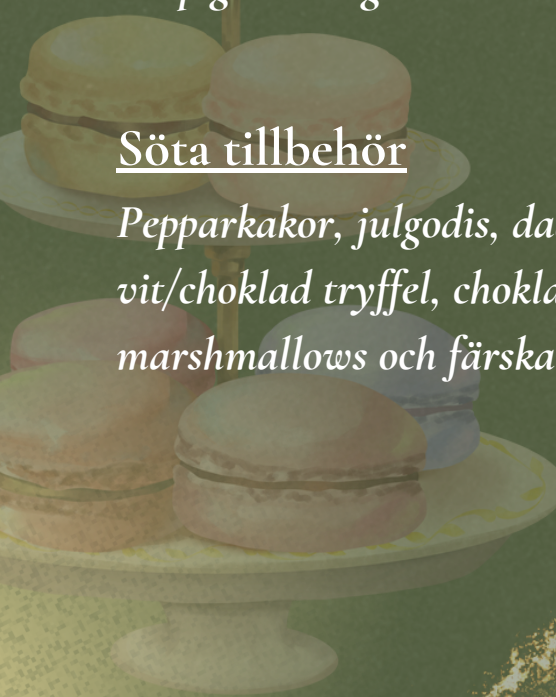 Söta tillbehör
Pepparkakor, julgodis,
vit/choklad tryffel,
marshmallows och färska